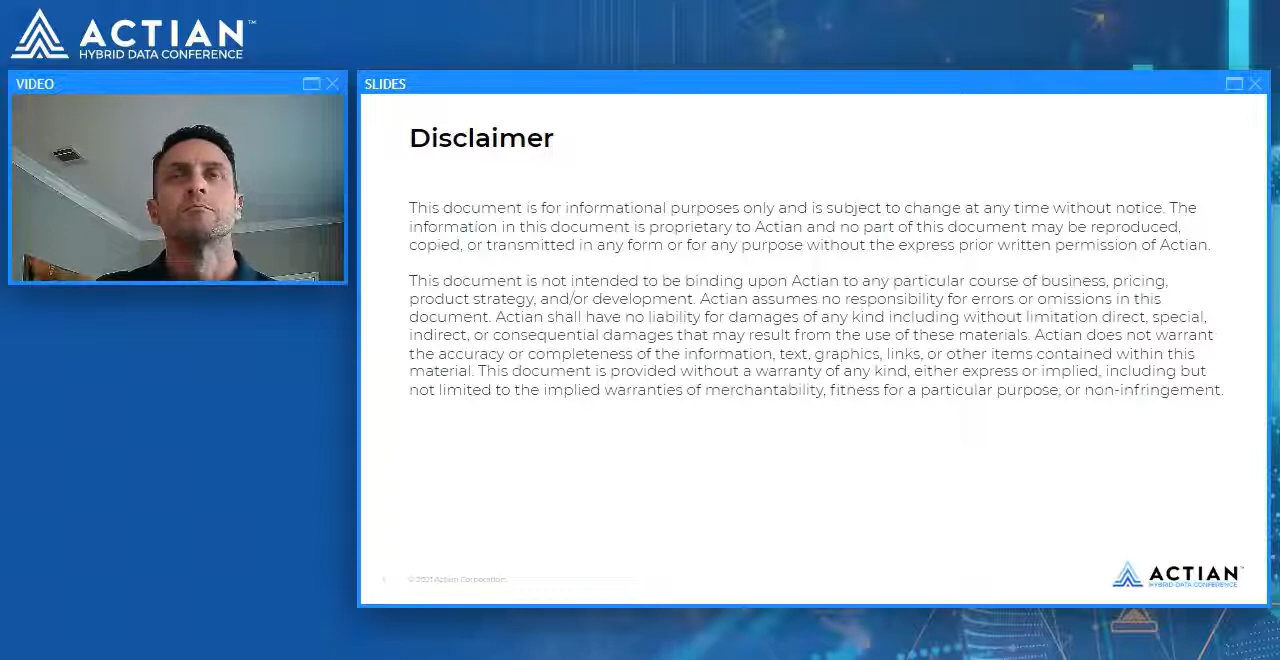 ACTIAN™
HYBRID DATA CONFERENCE
VIDEO
SLIDES
Disclaimer
This document is for informational purposes only and is subject to change at any time without notice. The
information in this document is proprietary to Actian and no part of this document may be reproduced,
copied, or transmitted in any form or for any purpose without the express prior written permission of Actian.
This document is not intended to be binding upon Actian to any particular course of business, pricing,
product strategy, and/or development. Actian assumes no responsibility for errors or omissions in this
document. Actian shall have no liability for damages of any kind including without limitation direct, special,
indirect, or consequential damages that may result from the use of these materials. Actian does not warrant
the accuracy or completeness of the information, text, graphics, links, or other items contained within this
material. This document is provided without a warranty of any kind, either express or implied, including but
not limited to the implied warranties of merchantability, fitness for a particular purpose, or non-infringement.
© 2021 Actian Corporation
ACTIAN™
HYBRID DATA CONFERENCE